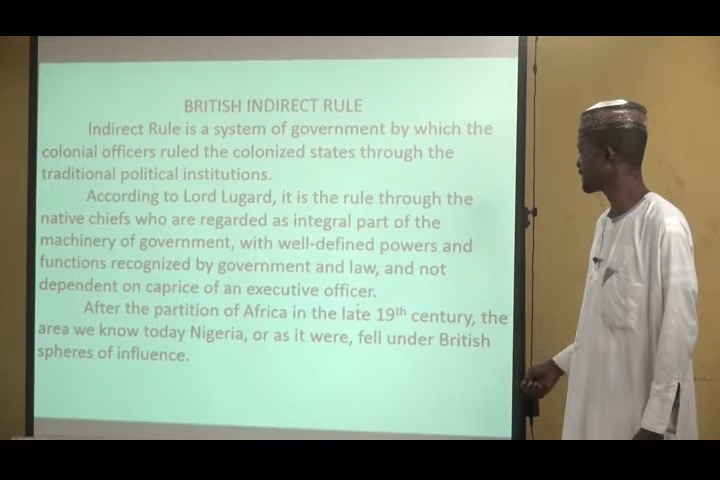 BRITISH INDIRECT RULE
Indirect Rule is a system of government by which the
colonial officers ruled the colonized states through the
traditional political institutions.
According to Lord Lugard, it is the rule through the
native chiefs who are regarded as integral part of the
machinery of government, with well-defined powers and
functions recognized by government and law, and not
dependent on caprice of an executive officer.
After the partition of Africa in the late 19th century, the
area we know today Nigeria, or as it were, fell under British
spheres of influence.